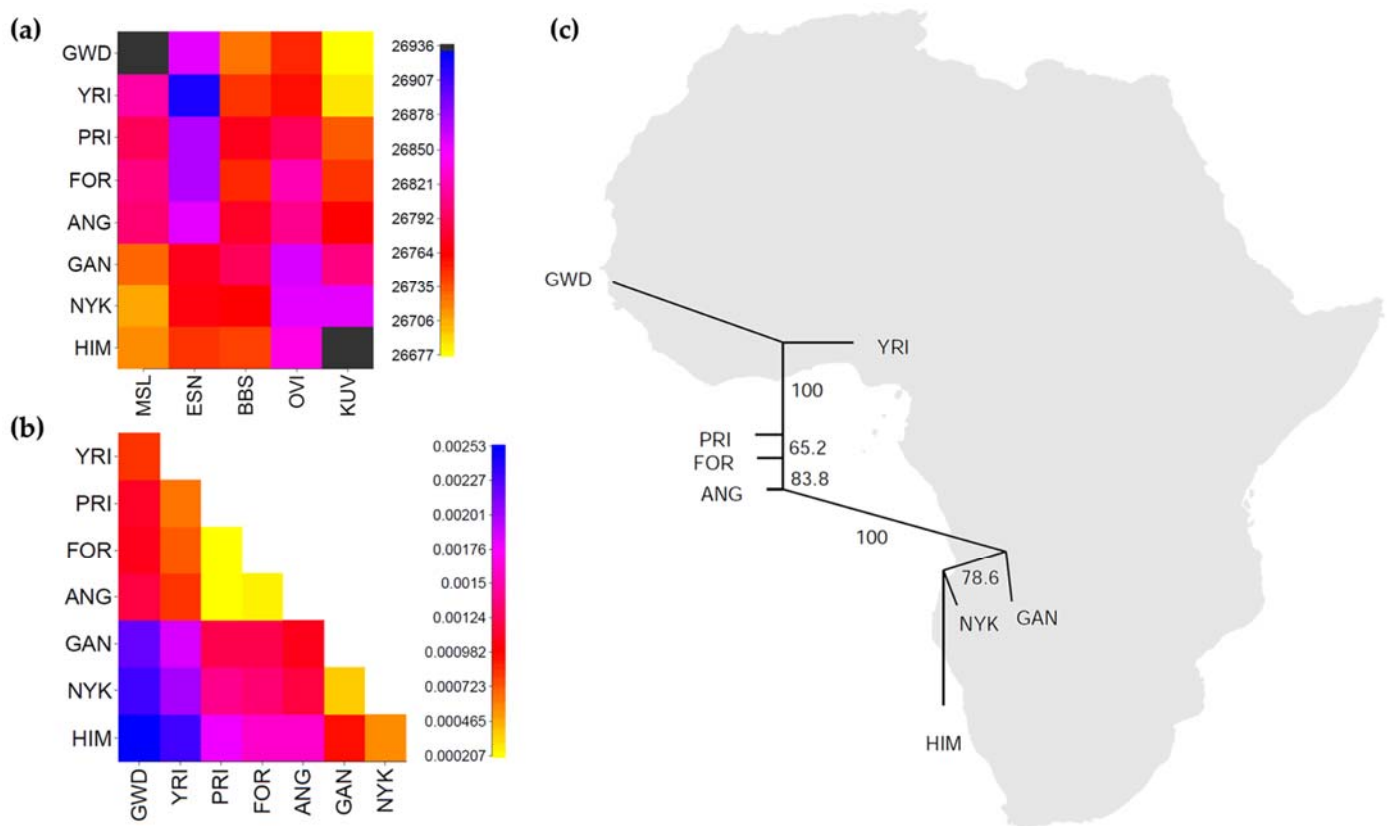 (a)
GWD
YRI
PRI
FOR
ANG
GAN
NYK
HIM
MSL
ESN
BBS
OVI
KUV
26936
26907
26878
26850
26821
26792
26764
26735
26706
26677
(b)
YRI
PRI
FOR
ANG
GAN
NYK
HIM
GWD
YRI
PRI
FOR
ANG
GAN
NYK
0.00253
0.00227
0.00201
0.00176
0.0015
0.00124
0.000982
0.000723
0.000465
0.000207
(c)
GWD
YRI
100
PRI
65.2
FOR
83.8
ANG
100
78.6
NYK
GAN
HIM